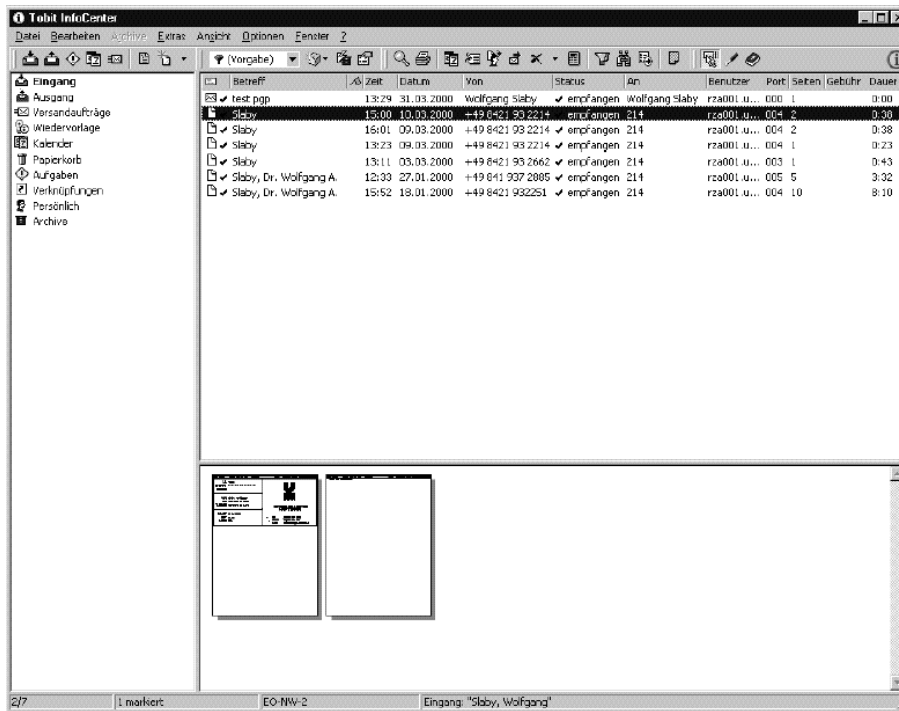 Tobit InfoCenter
Datei Bearbeiten Archive Extras Ansicht Optionen Fenster ?
(Vorgabe)
Eingang
Ausgang
Versandaufträge
Wiedervorlage
Kalender
Papierkorb
Aufgaben
Verknüpfungen
Persönlich
Archive
Betreff Zeit Datum Von Status An Benutzer Port Seiten Gebühr Dauer
test pgp 13:29 31.03.2000 Wolfgang Slaby empfangen Wolfgang Slaby rza001.u... 000 1 0:00
Slaby 15:00 10.03.2000 +49 8421 93 2214 empfangen 214 rza001.u... 004 2 0:38
Slaby 16:01 09.03.2000 +49 8421 93 2214 empfangen 214 rza001.u... 004 2 0:38
Slaby 13:23 09.03.2000 +49 8421 93 2214 empfangen 214 rza001.u... 004 1 0:23
Slaby 13:11 03.03.2000 +49 8421 93 2662 empfangen 214 rza001.u... 003 1 0:43
Slaby, Dr. Wolfgang A. 12:33 27.01.2000 +49 841 937 2885 empfangen 214 rza001.u... 005 5 3:32
Slaby, Dr. Wolfgang A. 15:52 18.01.2000 +49 8421 932251 empfangen 214 rza001.u... 004 10 8:10
2/7 1 markiert EO-NW-2 Eingang: "Slaby, Wolfgang"